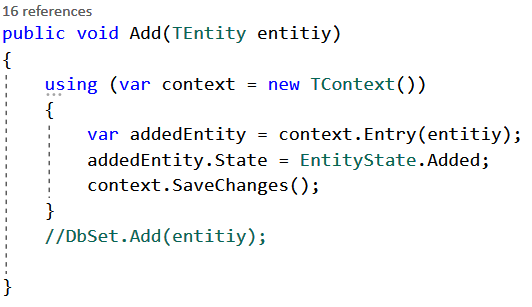 16 references
public void Add(TEntity entitiy)
{
using (var context = new TContext())
{
var addedEntity = context.Entry(entitiy);
addedEntity.State = EntityState.Added;
context.SaveChanges();
}
//DbSet.Add(entitiy);
}